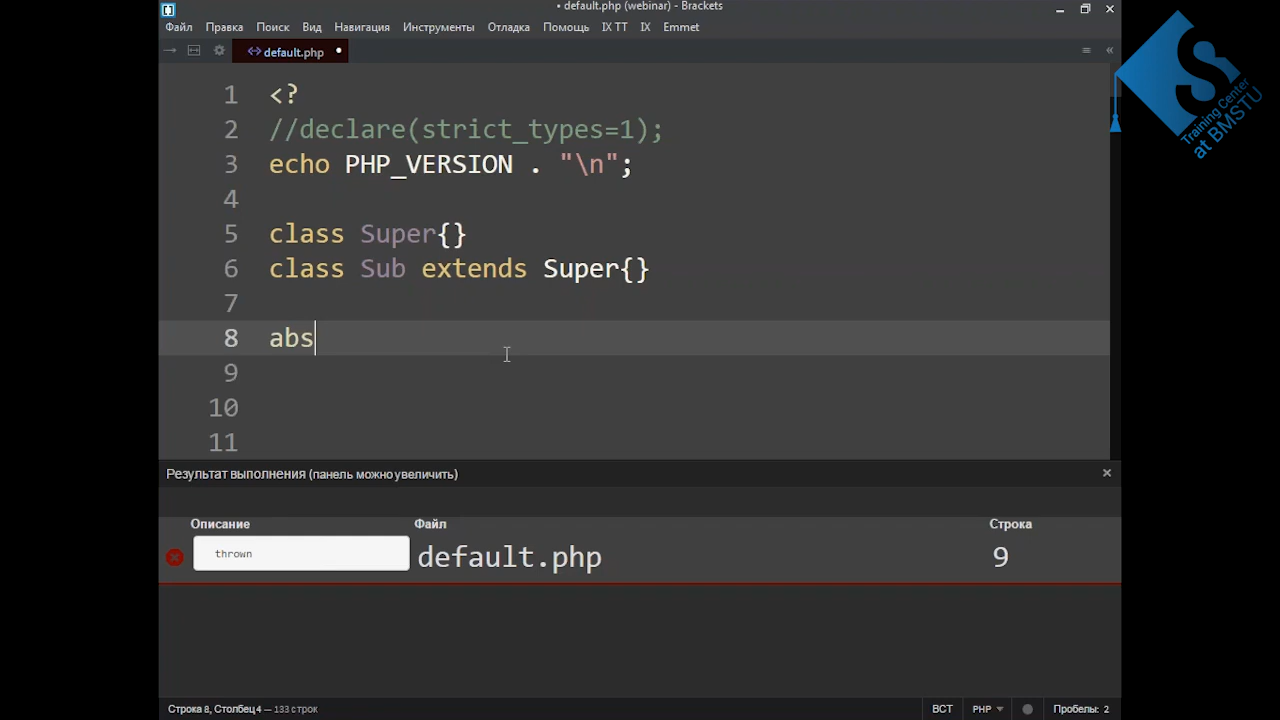 • default.php (webinar) - Brackets
Файл Правка Поиск Вид Навигация Инструменты Отладка Помощь IX TT IX Emmet
default.php •
1 <?
2 //declare(strict_types=1);
3 echo PHP_VERSION . "\n";
4
5 class Super{}
6 class Sub extends Super{}
7
8 abs
9
10
11
Результат выполнения (панель можно увеличить)
Описание Файл Строка
thrown default.php 9
Строка 8, Столбец 4 — 133 строк ВСТ PHP Пробелы: 2
S
Training Center
at BMSTU